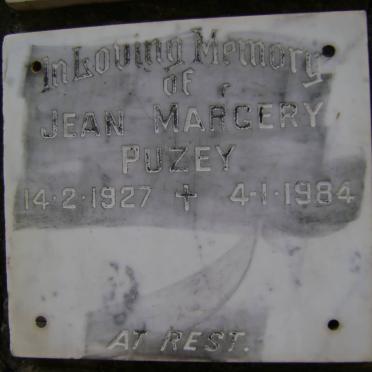 In Loving Memory
of
JEAN MARCERY
PUZEY
14·2·1927 + 4·1·1984
AT REST.